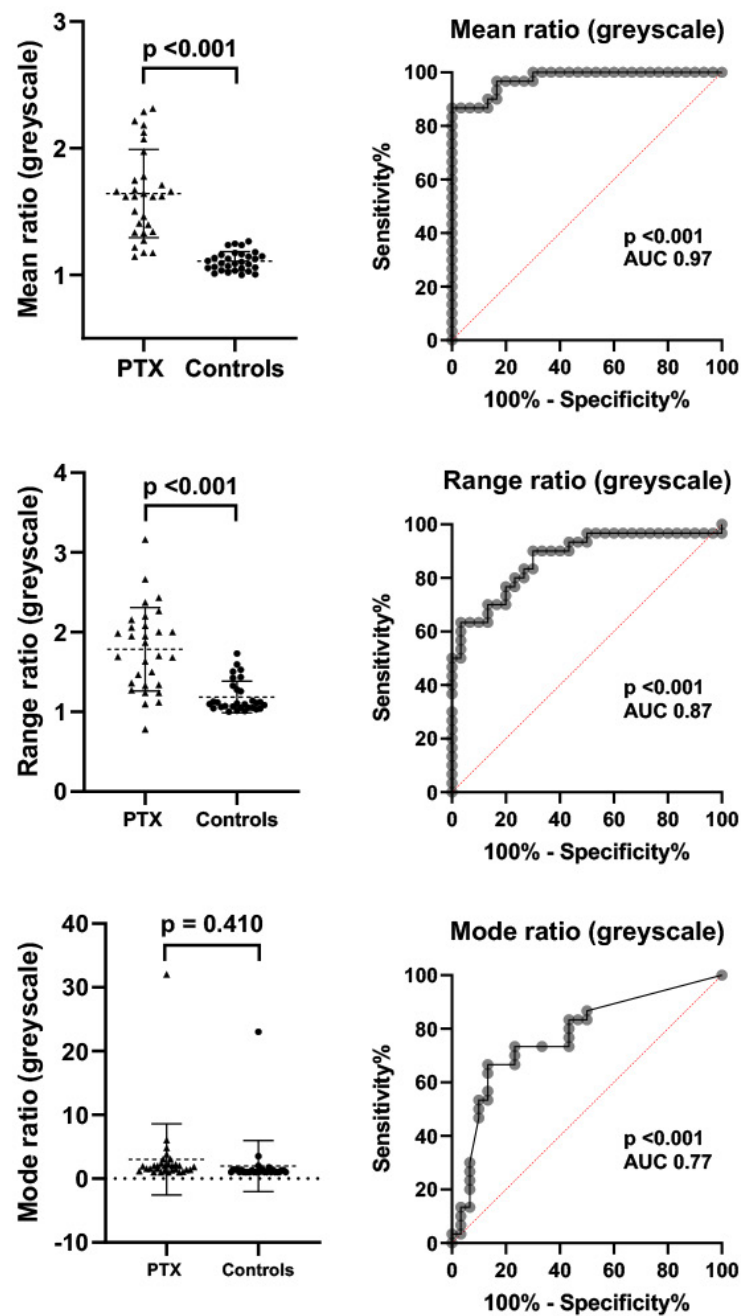 Mean ratio (greyscale)
3
2
1
p <0.001
PTX
Controls
Mean ratio (greyscale)
Sensitivity%
100
80
60
40
20
0
p <0.001
AUC 0.97
0 20 40 60 80 100
100% - Specificity%
Range ratio (greyscale)
4
3
2
1
0
p <0.001
PTX
Controls
Range ratio (greyscale)
Sensitivity%
100
80
60
40
20
0
p <0.001
AUC 0.87
0 20 40 60 80 100
100% - Specificity%
Mode ratio (greyscale)
40
30
20
10
0
-10
p = 0.410
PTX
Controls
Mode ratio (greyscale)
Sensitivity%
100
80
60
40
20
0
p <0.001
AUC 0.77
0 20 40 60 80 100
100% - Specificity%